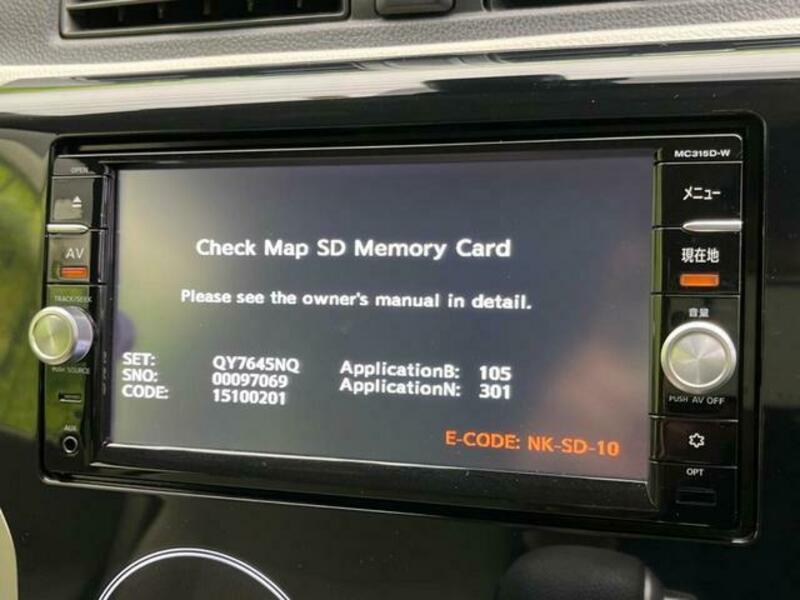 MC315D-W
OPEN
メニュー
AV
現在地
TRACK/SEEK
音量
Check Map SD Memory Card
Please see the owner's manual in detail.
SET: QY7645NQ ApplicationB: 105
SNO: 00097069 ApplicationN: 301
CODE: 15100201
PUSH SOURCE
PUSH AV OFF
AUX
E-CODE: NK-SD-10
OPT